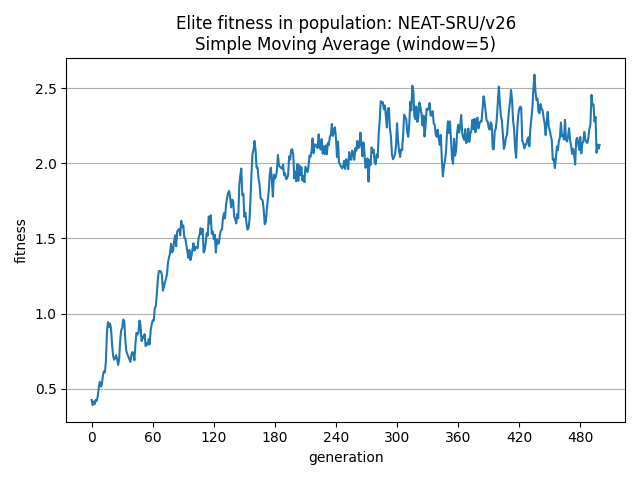 Elite fitness in population: NEAT-SRU/v26
Simple Moving Average (window=5)
fitness
2.5
2.0
1.5
1.0
0.5
0 60 120 180 240 300 360 420 480
generation